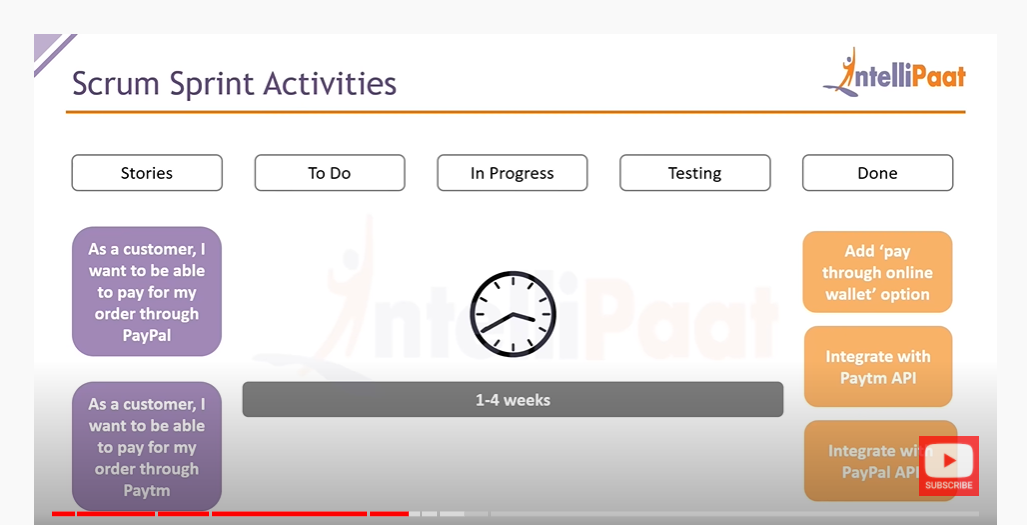 Scrum Sprint Activities
IntelliPaat
Stories
To Do
In Progress
Testing
Done
As a customer, I
want to be able
to pay for my
order through
PayPal
Add ‘pay
through online
wallet’ option
IntelliPaat
Integrate with
Paytm API
1-4 weeks
As a customer, I
want to be able
to pay for my
order through
Paytm
Integrate with
PayPal API
SUBSCRIBE